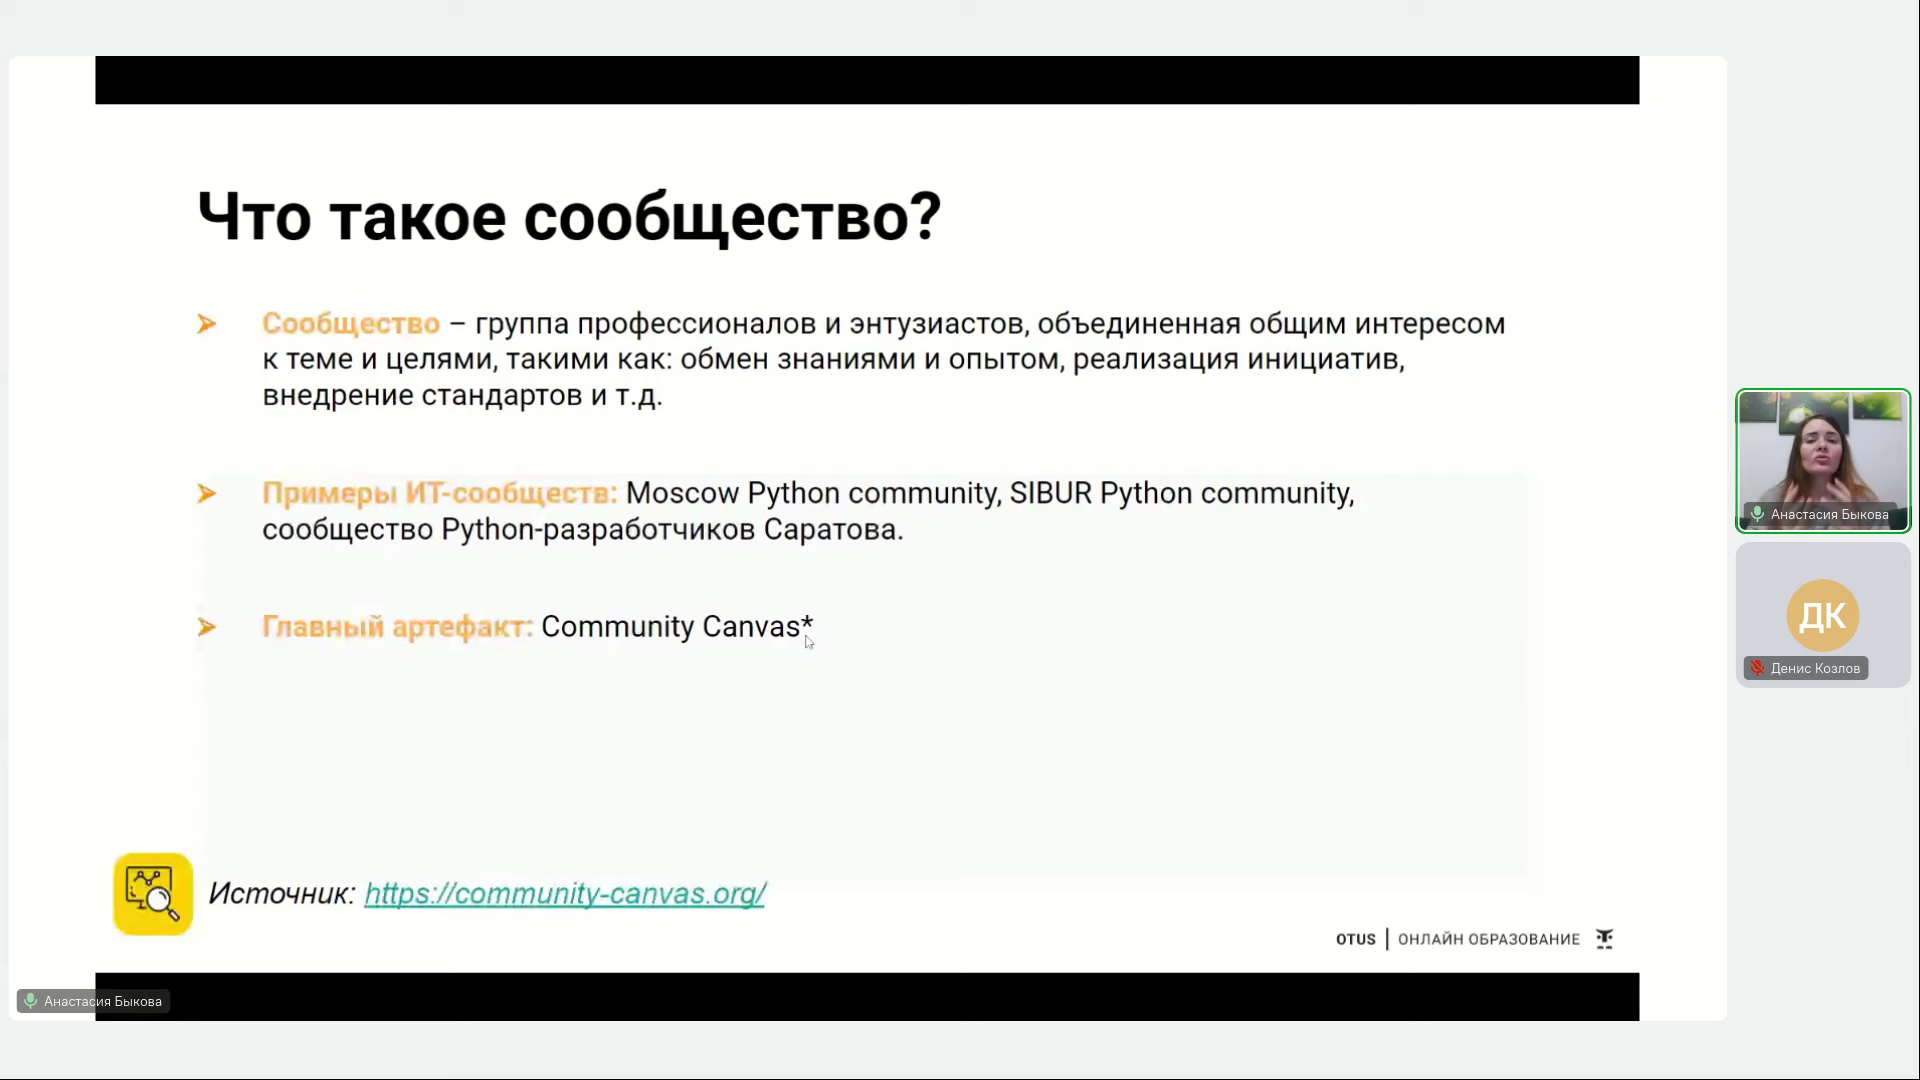 Что такое сообщество?
➤ Сообщество – группа профессионалов и энтузиастов, объединенная общим интересом
к теме и целями, такими как: обмен знаниями и опытом, реализация инициатив,
внедрение стандартов и т.д.
➤ Примеры ИТ-сообществ: Moscow Python community, SIBUR Python community,
сообщество Python-разработчиков Саратова.
➤ Главный артефакт: Community Canvas*
Источник: https://community-canvas.org/
OTUS | ОНЛАЙН ОБРАЗОВАНИЕ
Анастасия Быкова
Анастасия Быкова
ДК
Денис Козлов